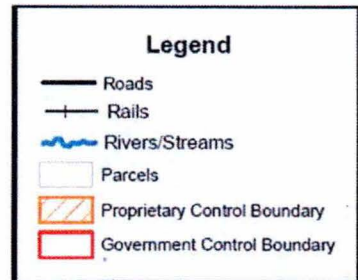 Legend
Roads
Rails
Rivers/Streams
Parcels
Proprietary Control Boundary
Government Control Boundary